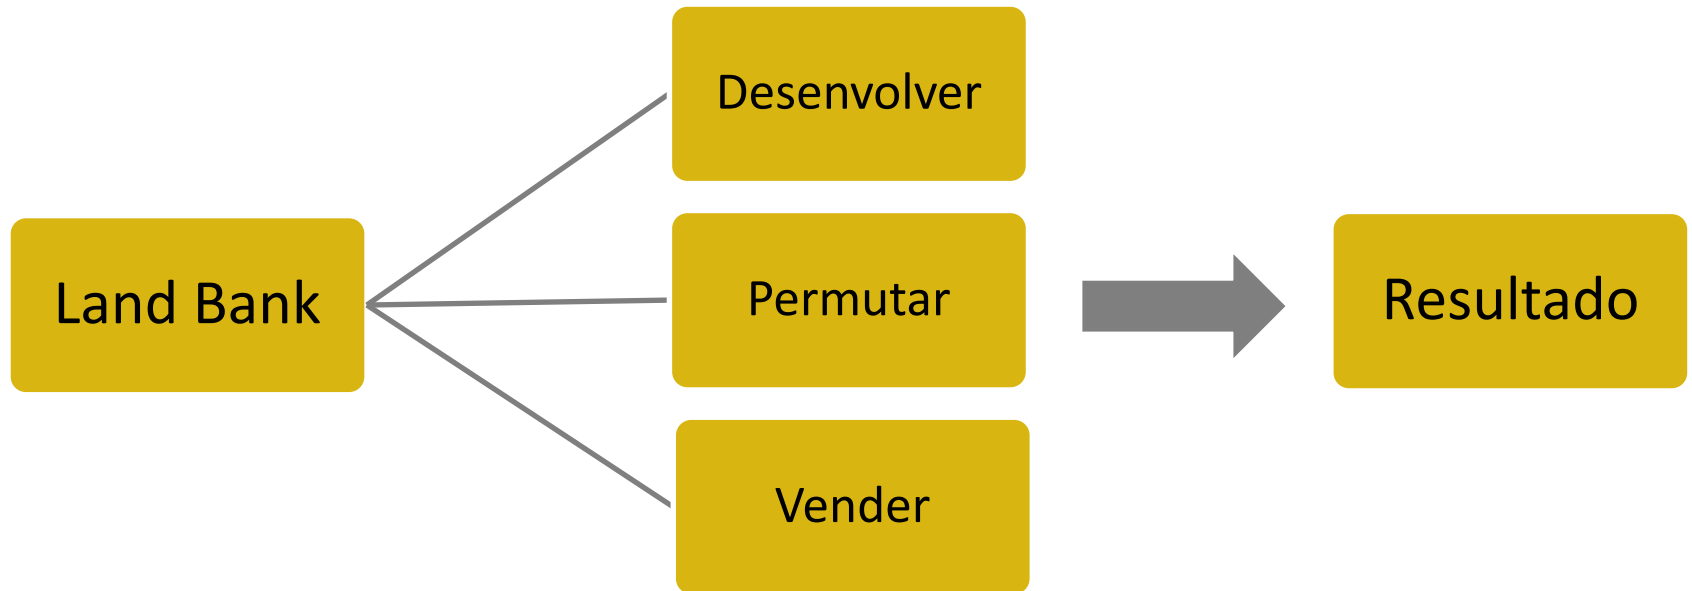 Land Bank
Desenvolver
Permutar
Vender
Resultado